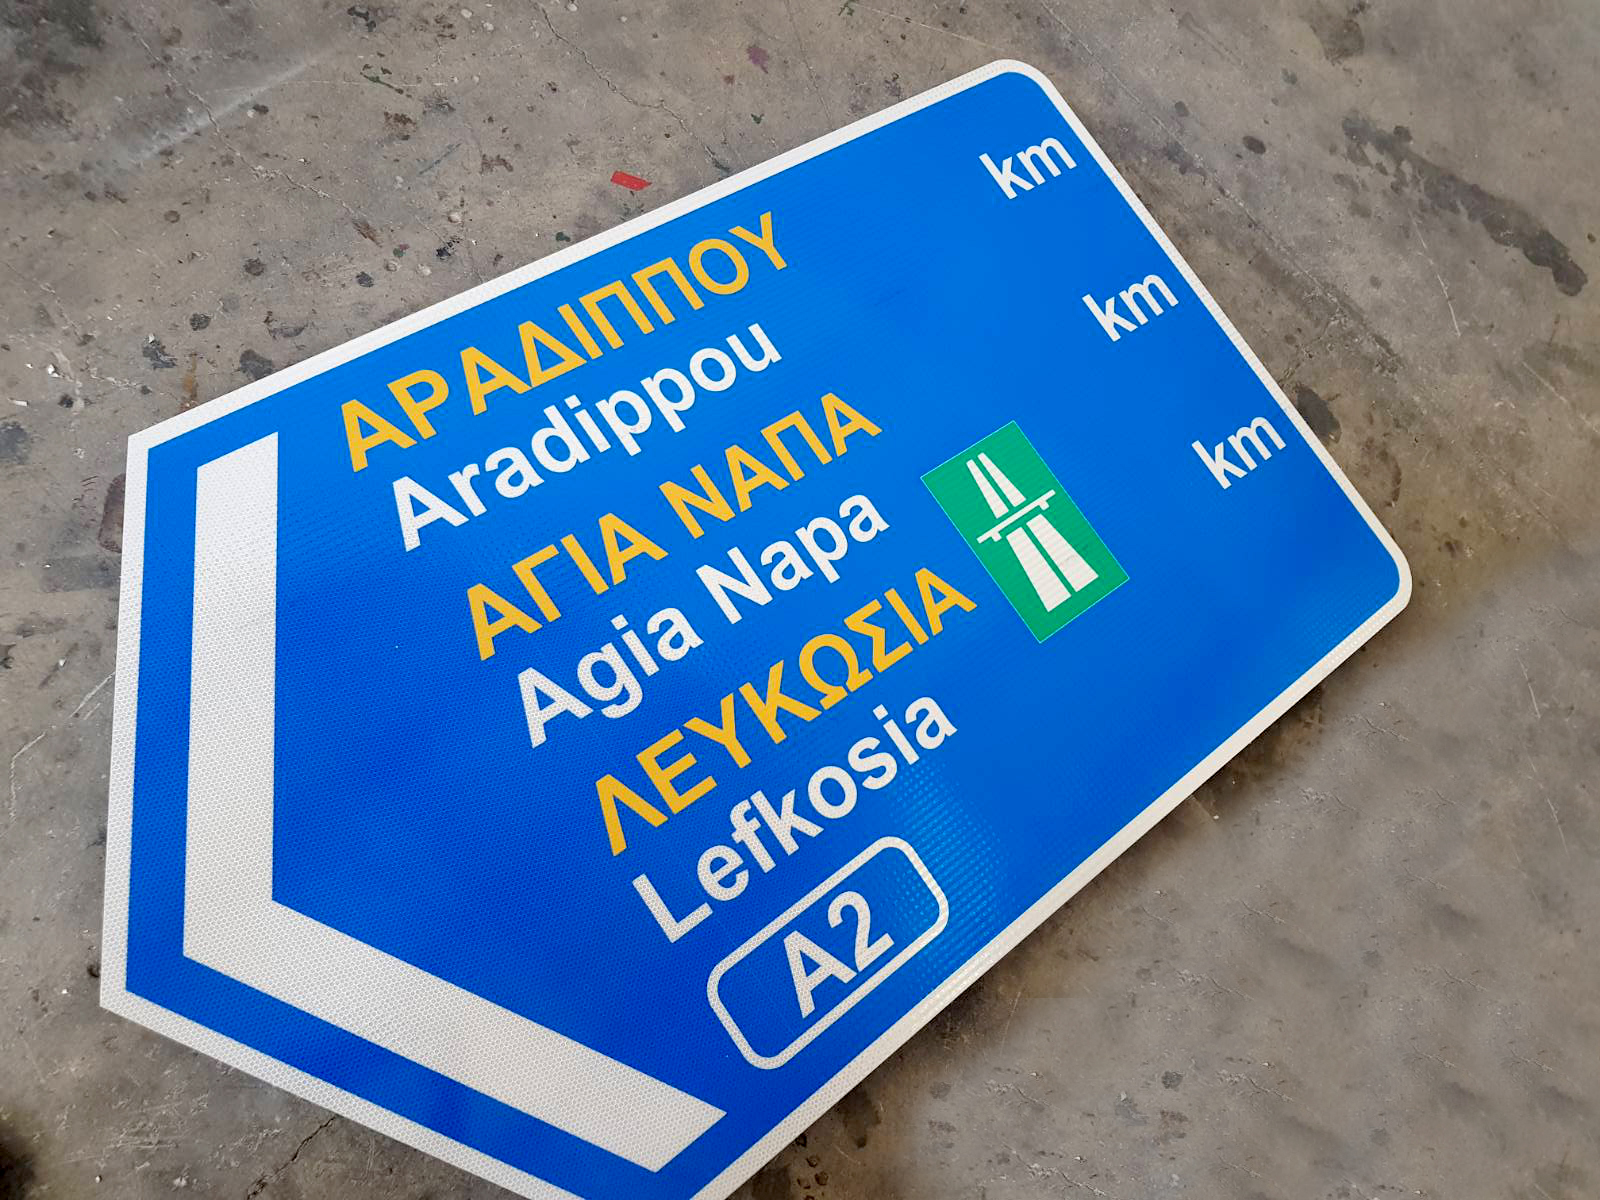 ΑΡΑΔΙΠΠΟΥ km
Aradippou
ΑΓΙΑ ΝΑΠΑ km
Agia Napa
ΛΕΥΚΩΣΙΑ km
Lefkosia
A2